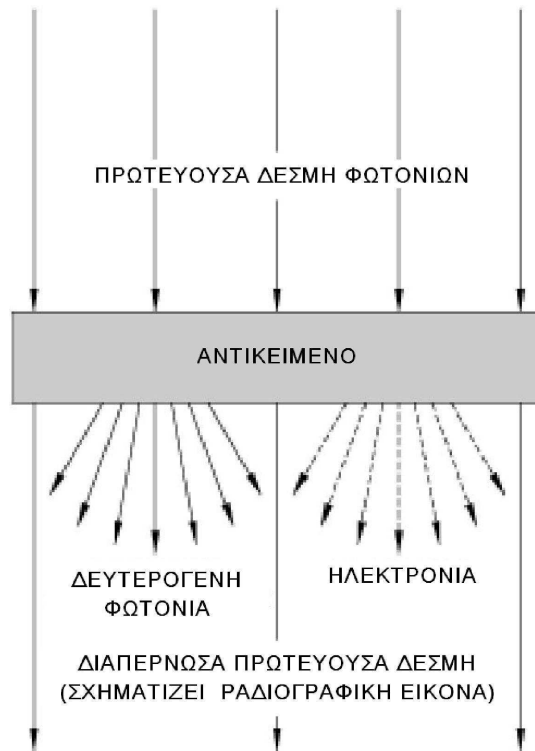 ΠΡΩΤΕΥΟΥΣΑ ΔΕΣΜΗ ΦΩΤΟΝΙΩΝ
ΑΝΤΙΚΕΙΜΕΝΟ
ΔΕΥΤΕΡΟΓΕΝΗ
ΦΩΤΟΝΙΑ
ΗΛΕΚΤΡΟΝΙΑ
ΔΙΑΠΕΡΝΩΣΑ ΠΡΩΤΕΥΟΥΣΑ ΔΕΣΜΗ
(ΣΧΗΜΑΤΙΖΕΙ ΡΑΔΙΟΓΡΑΦΙΚΗ ΕΙΚΟΝΑ)